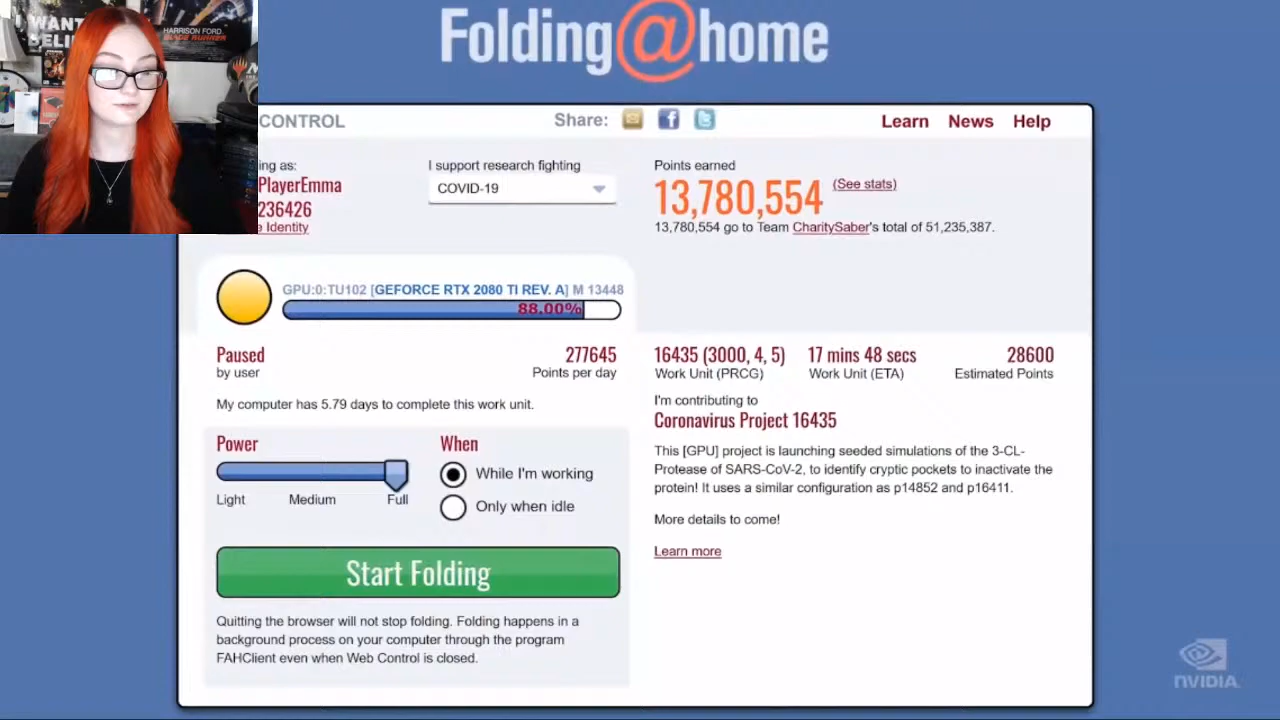 WANT
HARRISON FORD.
BLADE RUNNER
Folding@home
CONTROL
Share:
Learn News Help
ing as:
PlayerEmma
236426
e Identity
I support research fighting
COVID-19
Points earned
13,780,554 (See stats)
13,780,554 go to Team CharitySaber's total of 51,235,387.
GPU:0:TU102 [GEFORCE RTX 2080 TI REV. A] M 13448
88.00%
Paused
by user
277645
Points per day
My computer has 5.79 days to complete this work unit.
Power
Light Medium Full
When
While I'm working
Only when idle
Start Folding
Quitting the browser will not stop folding. Folding happens in a
background process on your computer through the program
FAHClient even when Web Control is closed.
16435 (3000, 4, 5) 17 mins 48 secs 28600
Work Unit (PRCG) Work Unit (ETA) Estimated Points
I'm contributing to
Coronavirus Project 16435
This [GPU] project is launching seeded simulations of the 3-CL-
Protease of SARS-CoV-2, to identify cryptic pockets to inactivate the
protein! It uses a similar configuration as p14852 and p16411.
More details to come!
Learn more
NVIDIA.